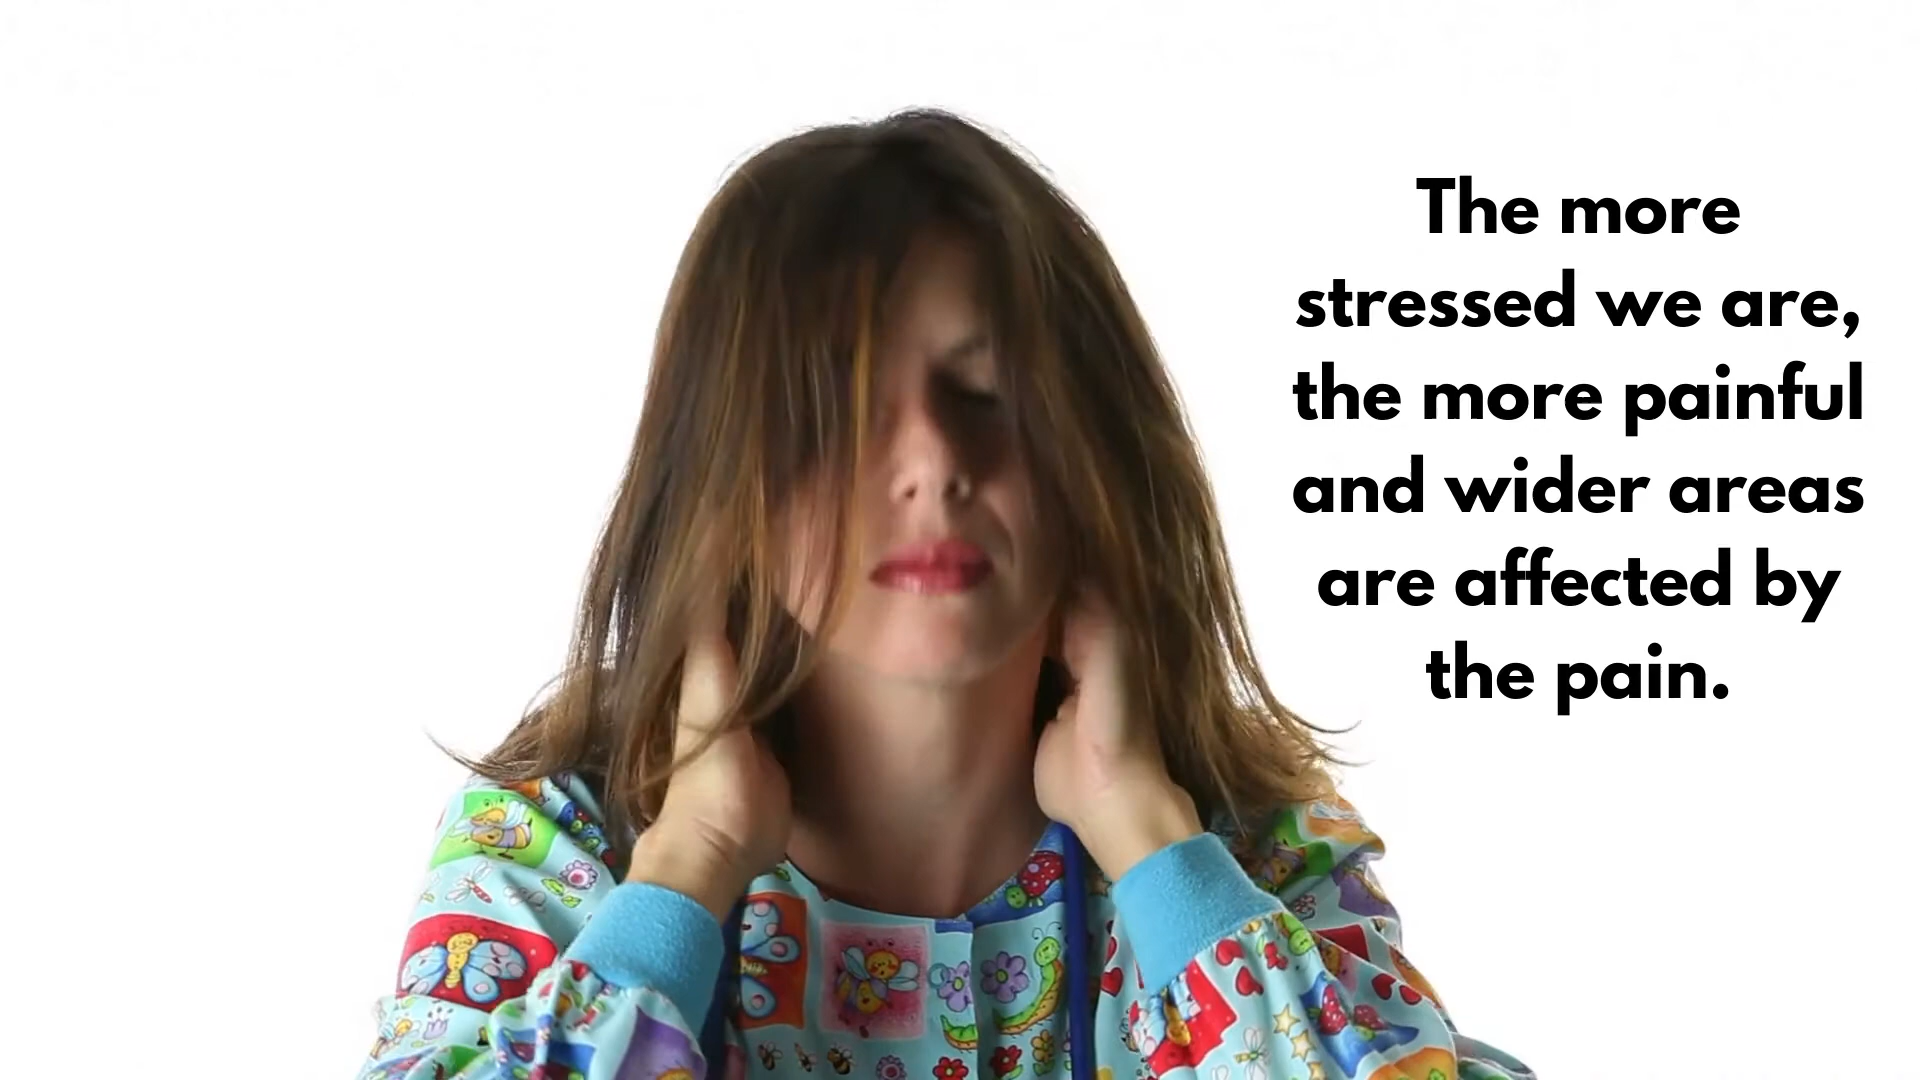 The more
stressed we are,
the more painful
and wider areas
are affected by
the pain.